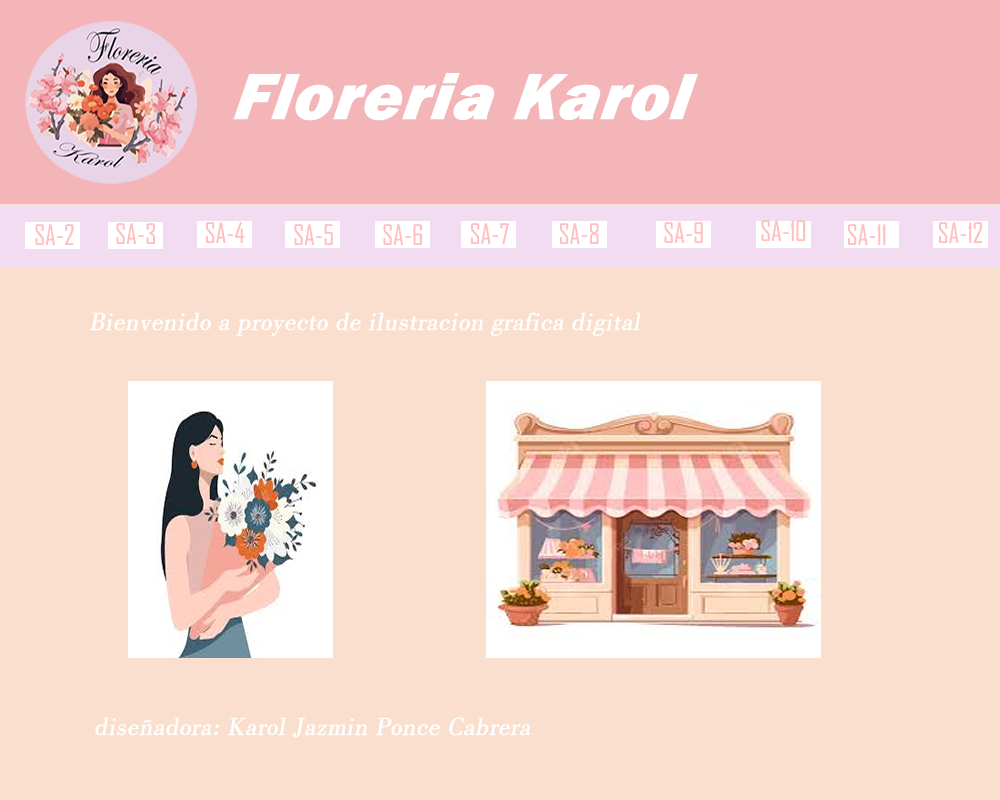 Floreria
Karol
Floreria Karol
SA-2 SA-3 SA-4 SA-5 SA-6 SA-7 SA-8 SA-9 SA-10 SA-11 SA-12
Bienvenido a proyecto de ilustracion grafica digital
diseñadora: Karol Jazmin Ponce Cabrera